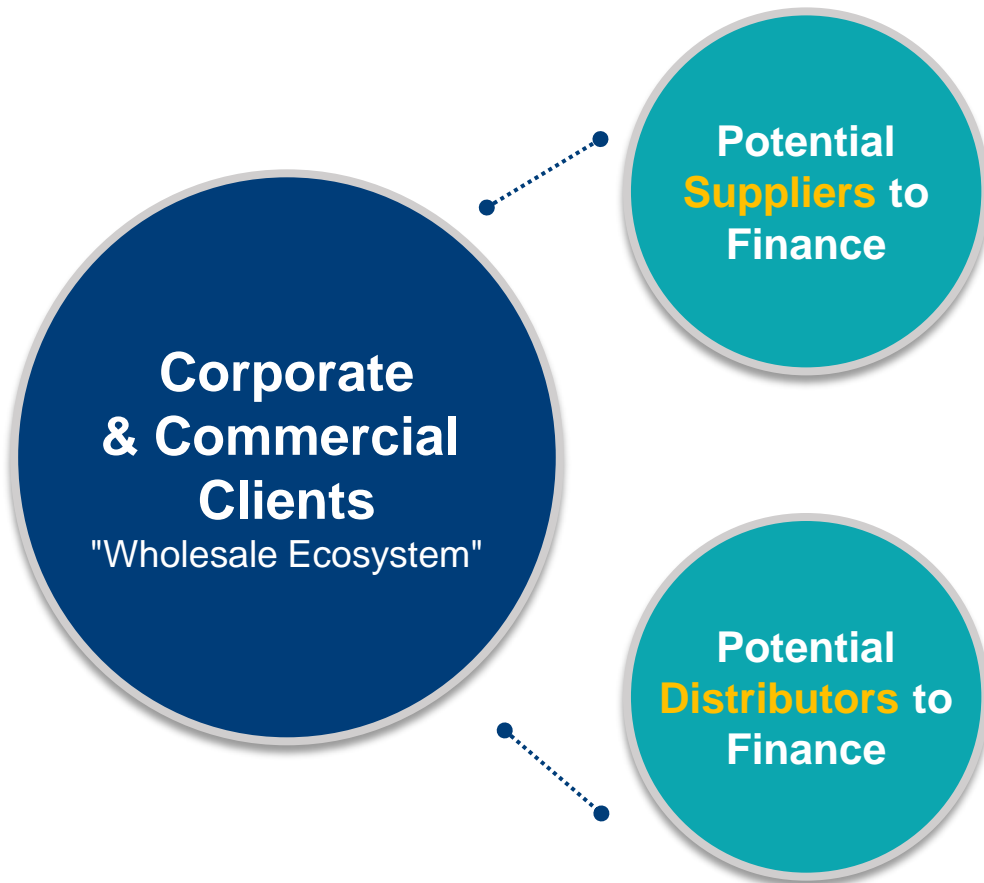 Corporate
& Commercial
Clients
"Wholesale Ecosystem"
Potential
Suppliers to
Finance
Potential
Distributors to
Finance